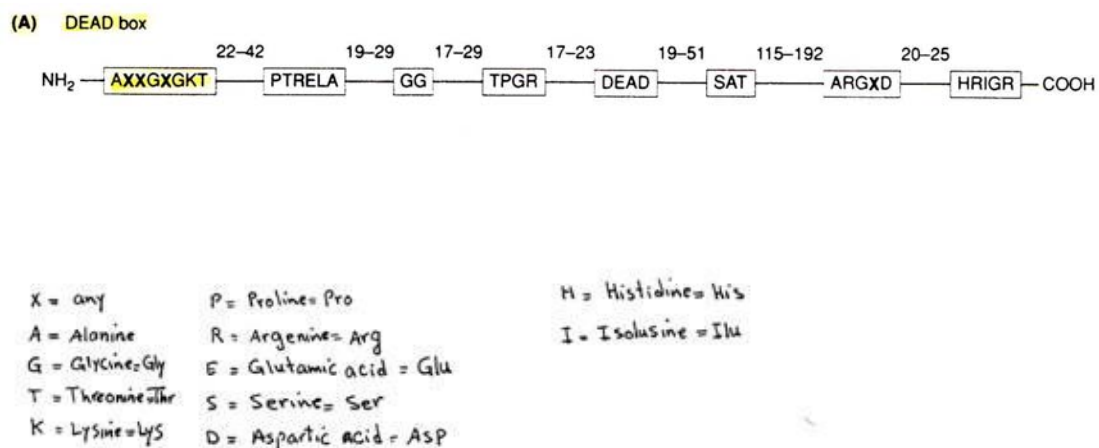 (A) DEAD box
22–42 19–29 17–29 17–23 19–51 115–192 20–25
NH2 AXXGXGKT PTRELA GG TPGR DEAD SAT ARGXD HRIGR COOH
X = any
A = Alanine
G = Glycine=Gly
T = Threonine=Thr
K = Lysine=Lys
P = Proline= Pro
R = Argenine= Arg
E = Glutamic acid = Glu
S = Serine= Ser
D = Aspartic acid = Asp
H = Histidine= His
I = Isolusine = Ilu